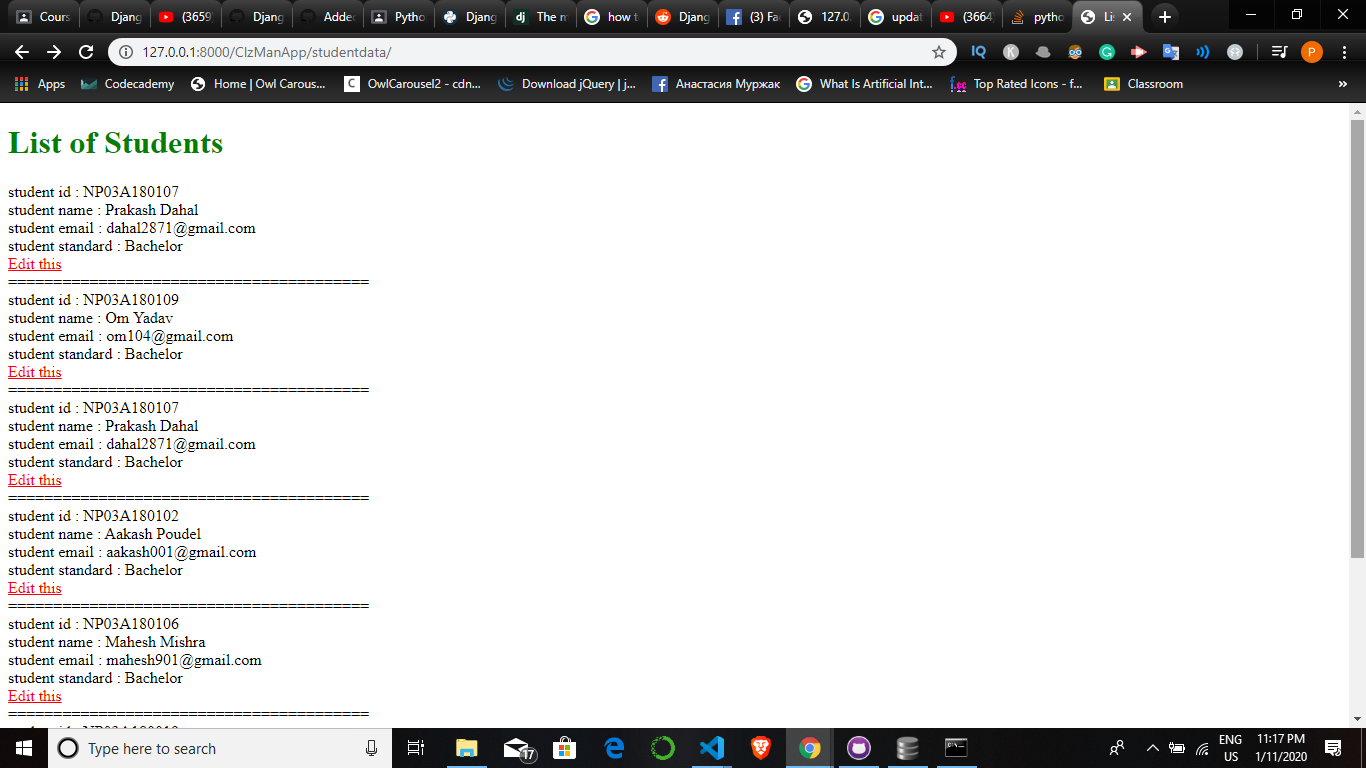 Cours
Djang
(3659)
Djang
Added
Pytho
Djang
The m
how t
Djang
(3) Fac
127.0.
updat
(3664)
pytho
Lis
127.0.0.1:8000/ClzManApp/studentdata/
IQ
K
G
P
Apps
Codecademy
Home | Owl Carous...
OwlCarousel2 - cdn...
Download jQuery | j...
Анастасия Муржак
What Is Artificial Int...
Top Rated Icons - f...
Classroom
»
List of Students
student id : NP03A180107
student name : Prakash Dahal
student email : dahal2871@gmail.com
student standard : Bachelor
Edit this
========================================
student id : NP03A180109
student name : Om Yadav
student email : om104@gmail.com
student standard : Bachelor
Edit this
========================================
student id : NP03A180107
student name : Prakash Dahal
student email : dahal2871@gmail.com
student standard : Bachelor
Edit this
========================================
student id : NP03A180102
student name : Aakash Poudel
student email : aakash001@gmail.com
student standard : Bachelor
Edit this
========================================
student id : NP03A180106
student name : Mahesh Mishra
student email : mahesh901@gmail.com
student standard : Bachelor
Edit this
========================================
Type here to search
17
ENG
US
11:17 PM
1/11/2020